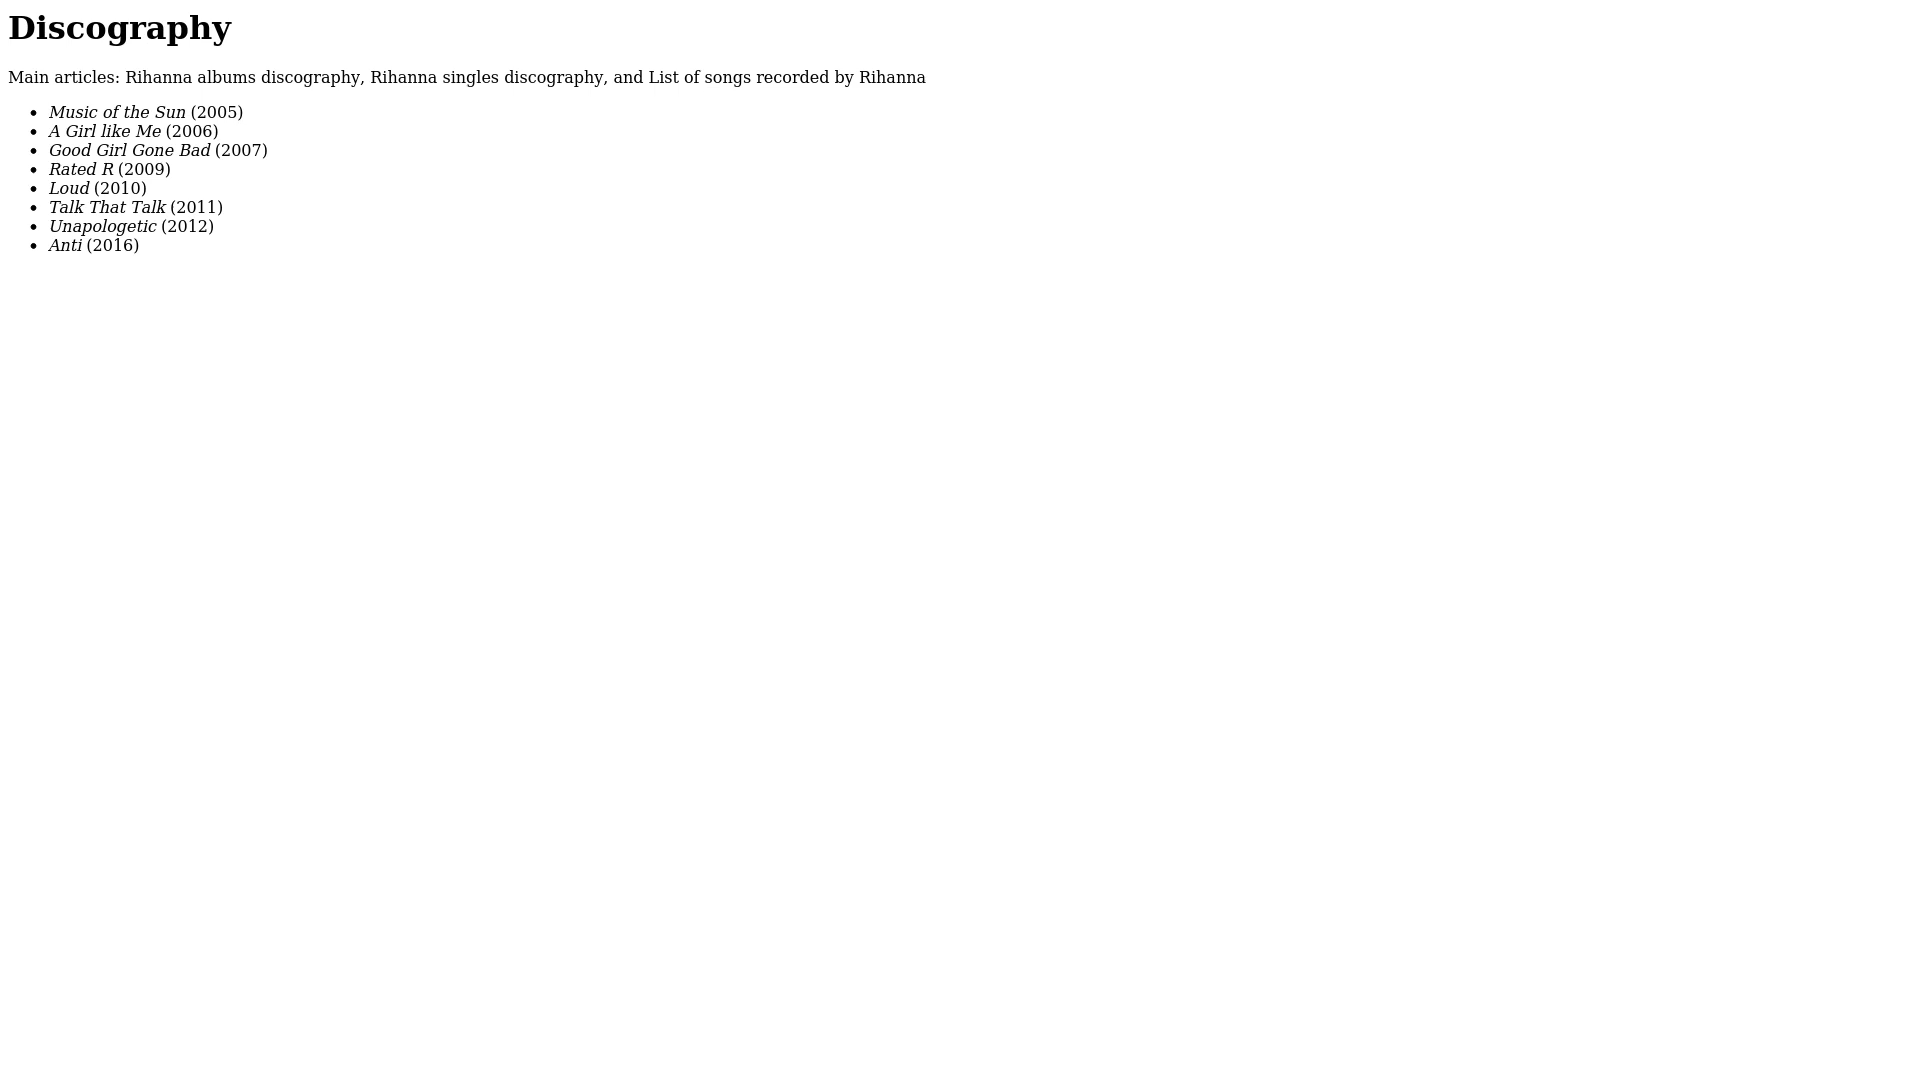 Discography
Main articles: Rihanna albums discography, Rihanna singles discography, and List of songs recorded by Rihanna
• Music of the Sun (2005)
• A Girl like Me (2006)
• Good Girl Gone Bad (2007)
• Rated R (2009)
• Loud (2010)
• Talk That Talk (2011)
• Unapologetic (2012)
• Anti (2016)